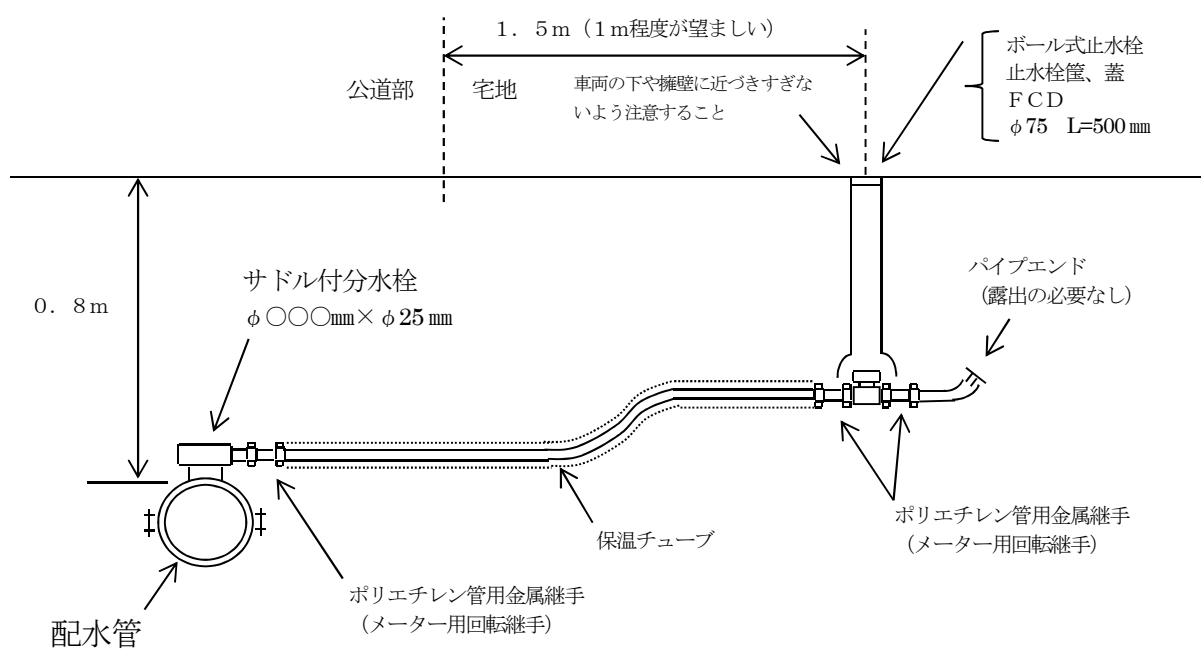 １．５ｍ（１ｍ程度が望ましい）
ボール式止水栓
止水栓筐、蓋
ＦＣＤ
φ75　L=500㎜
公道部
宅地
車両の下や擁壁に近づきすぎな
いよう注意すること
０．８ｍ
サドル付分水栓
φ〇〇〇㎜×φ25㎜
パイプエンド
（露出の必要なし）
保温チューブ
ポリエチレン管用金属継手
（メーター用回転継手）
ポリエチレン管用金属継手
（メーター用回転継手）
配水管